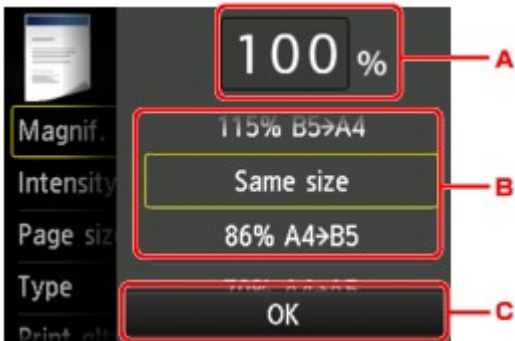 100 %
A
Magnif.
115% B5→A4
Intensity
Same size
B
Page siz
86% A4→B5
Type
OK
C